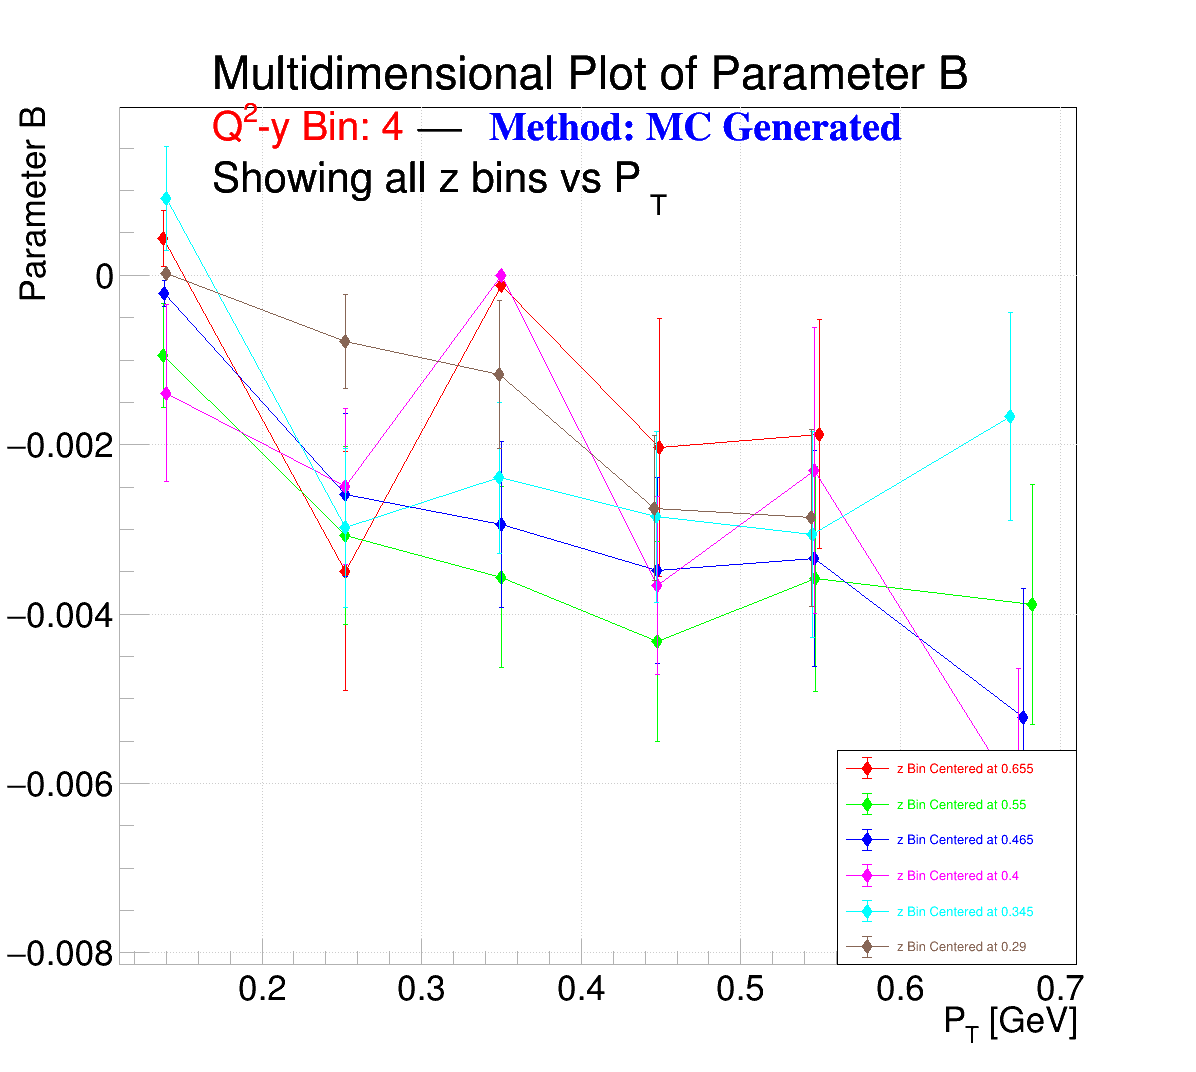 Multidimensional Plot of Parameter B
Q²-y Bin: 4 — Method: MC Generated
Showing all z bins vs P_T
Parameter B
0
−0.002
−0.004
−0.006
−0.008
z Bin Centered at 0.655
z Bin Centered at 0.55
z Bin Centered at 0.465
z Bin Centered at 0.4
z Bin Centered at 0.345
z Bin Centered at 0.29
0.2 0.3 0.4 0.5 0.6 0.7
P_T [GeV]